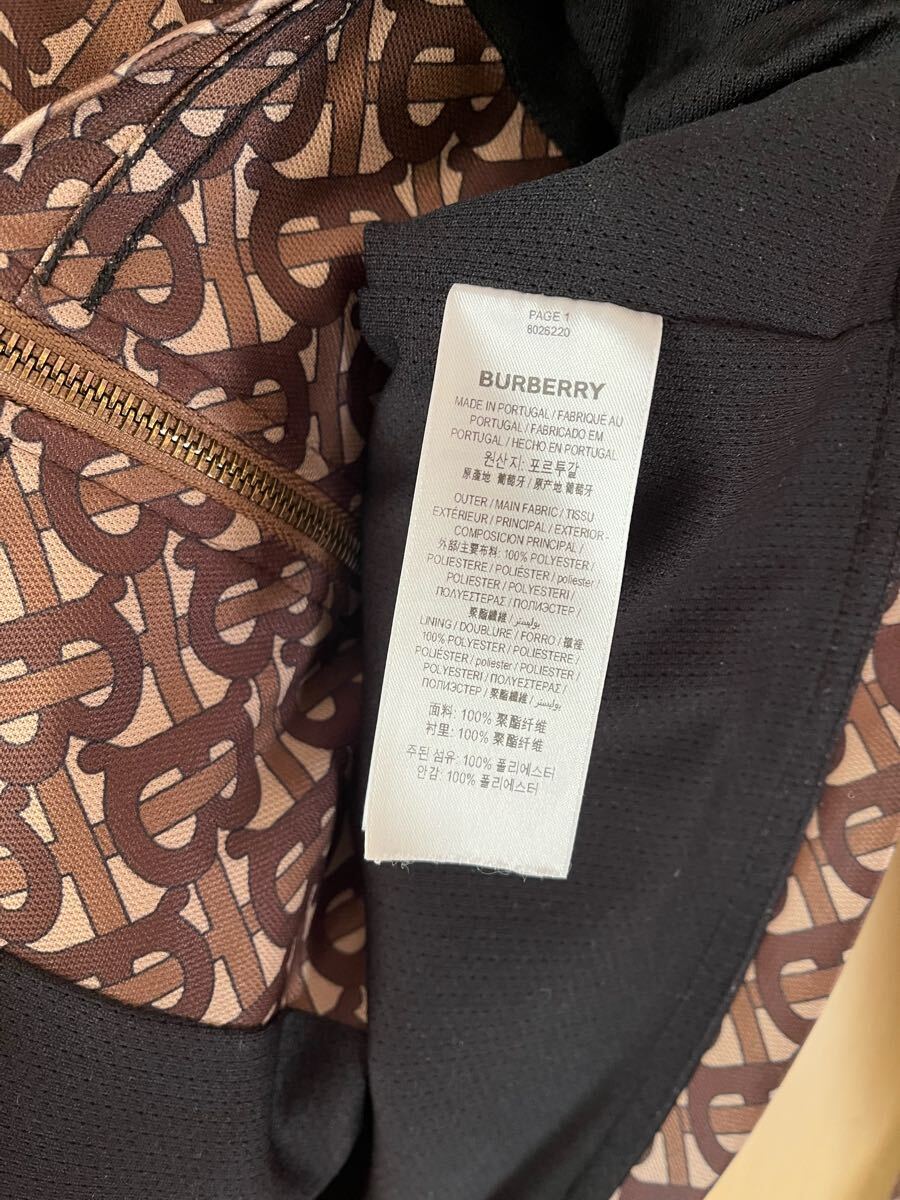 PAGE 1
8026220
BURBERRY
MADE IN PORTUGAL / FABRIQUE AU
PORTUGAL / FABRICADO EM
PORTUGAL / HECHO EN PORTUGAL
원산지: 포르투갈
原產地 葡萄牙 / 原产地 葡萄牙
OUTER / MAIN FABRIC / TISSU
EXTÉRIEUR / PRINCIPAL / EXTERIOR-
COMPOSICION PRINCIPAL /
外部/主要布料: 100% POLYESTER /
POLIESTERE / POLIÉSTER / poliester /
POLIESTER / POLYESTERI /
ΠΟΛΥΕΣΤΕΡΑΣ / ПОЛИЭСТЕР /
聚酯纖維 / بوليستر
LINING / DOUBLURE / FORRO / 襯裡
100% POLYESTER / POLIESTERE /
POLIÉSTER / poliester / POLIESTER /
POLYESTERI / ΠΟΛΥΕΣΤΕΡΑΣ /
ПОЛИЭСТЕР / 聚酯纖維 / بوليستر
面料: 100% 聚酯纤维
衬里: 100% 聚酯纤维
주된 섬유: 100% 폴리에스터
안감: 100% 폴리에스터